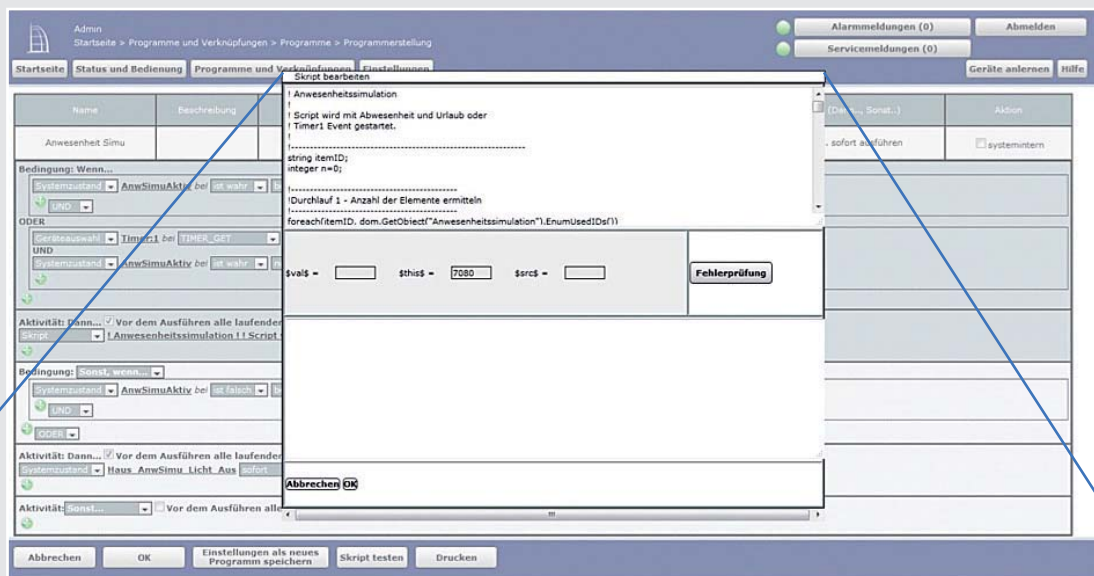 Admin
Startseite > Programme und Verknüpfungen > Programme > Programmerstellung
Alarmmeldungen (0)
Abmelden
Servicemeldungen (0)
Startseite
Status und Bedienung
Programme und Verknüpfungen
Einstellungen
Geräte anlernen
Hilfe
Name
Beschreibung
(Dann.., Sonst..)
Aktion
Anwesenheit Simu
. sofort ausführen
systemintern
Bedingung: Wenn...
Systemzustand AnwSimuAktiv bei ist wahr
UND
ODER
Geräteauswahl Timer:1 bei TIMER_GET
UND
Systemzustand AnwSimuAktiv bei ist wahr
Aktivität: Dann... Vor dem Ausführen alle laufenden
Skript ! Anwesenheitssimulation ! ! Script
Bedingung: Sonst, wenn...
Systemzustand AnwSimuAktiv bei ist falsch
UND
ODER
Aktivität: Dann... Vor dem Ausführen alle laufenden
Systemzustand Haus_AnwSimu_Licht_Aus sofort
Aktivität: Sonst... Vor dem Ausführen alle
Skript bearbeiten
! Anwesenheitssimulation
!
! Script wird mit Abwesenheit und Urlaub oder
! Timer1 Event gestartet.
!
!------------------------------------------------------------
string itemID;
integer n=0;
!-------------------------------------------
!Durchlauf 1 - Anzahl der Elemente ermitteln
!-------------------------------------------
foreach(itemID, dom.GetObject("Anwesenheitssimulation").EnumUsedIDs())
$val$ =
$this$ = 7080
$src$ =
Fehlerprüfung
Abbrechen OK
Abbrechen
OK
Einstellungen als neues
Programm speichern
Skript testen
Drucken